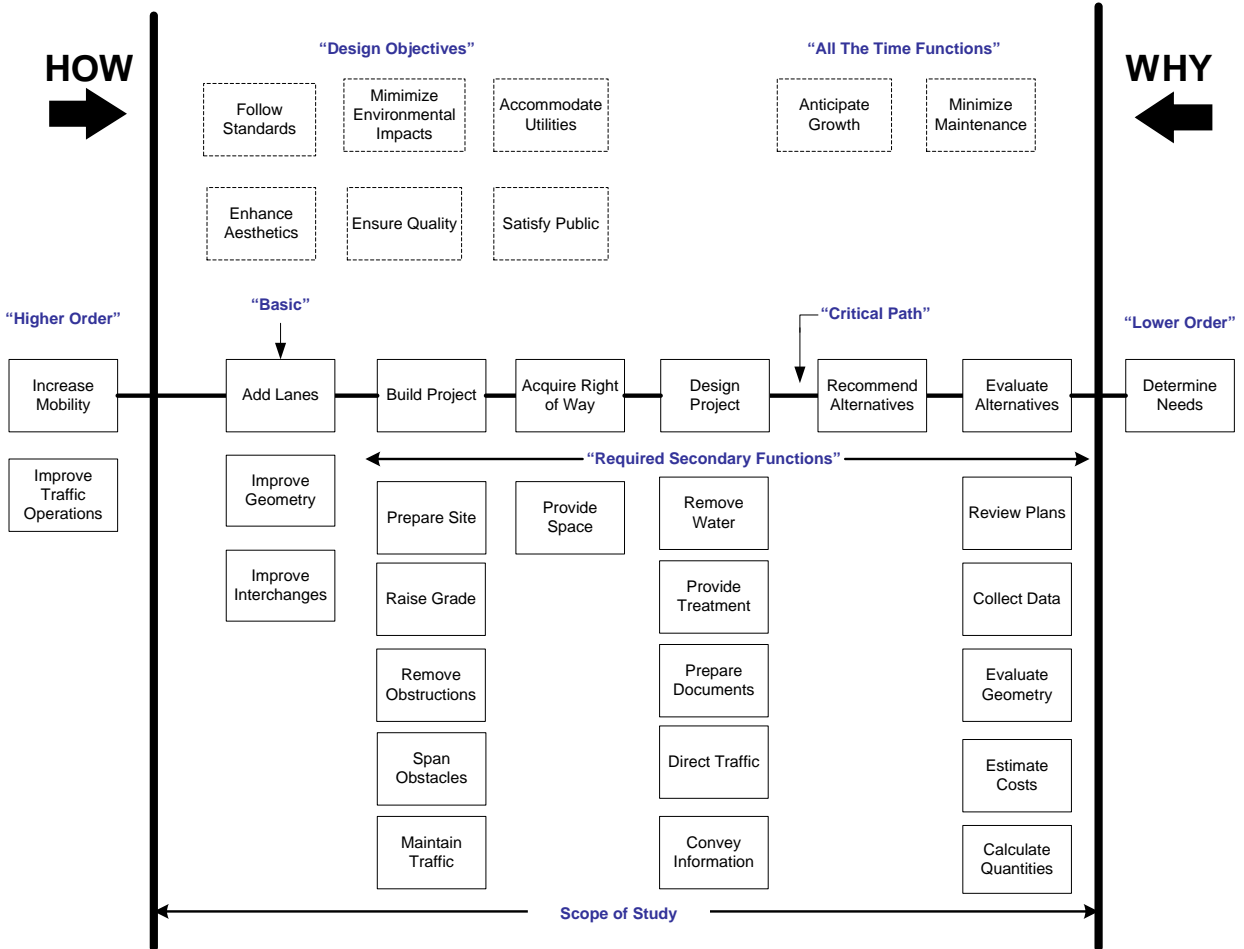 “Design Objectives”
“All The Time Functions”
HOW
WHY
Follow
Standards
Mimimize
Environmental
Impacts
Accommodate
Utilities
Anticipate
Growth
Minimize
Maintenance
Enhance
Aesthetics
Ensure Quality
Satisfy Public
“Higher Order”
“Basic”
“Critical Path”
“Lower Order”
Increase
Mobility
Add Lanes
Build Project
Acquire Right
of Way
Design
Project
Recommend
Alternatives
Evaluate
Alternatives
Determine
Needs
“Required Secondary Functions”
Improve
Traffic
Operations
Improve
Geometry
Improve
Interchanges
Prepare Site
Raise Grade
Remove
Obstructions
Span
Obstacles
Maintain
Traffic
Provide
Space
Remove
Water
Provide
Treatment
Prepare
Documents
Direct Traffic
Convey
Information
Review Plans
Collect Data
Evaluate
Geometry
Estimate
Costs
Calculate
Quantities
Scope of Study